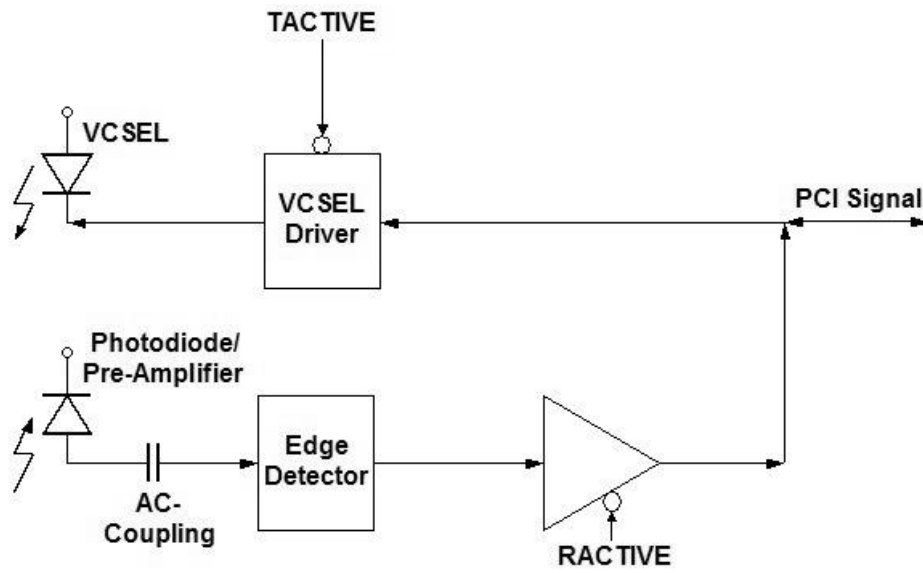 TACTIVE
VCSEL
VCSEL
Driver
PCI Signal
Photodiode/
Pre-Amplifier
Edge
Detector
AC-
Coupling
RACTIVE